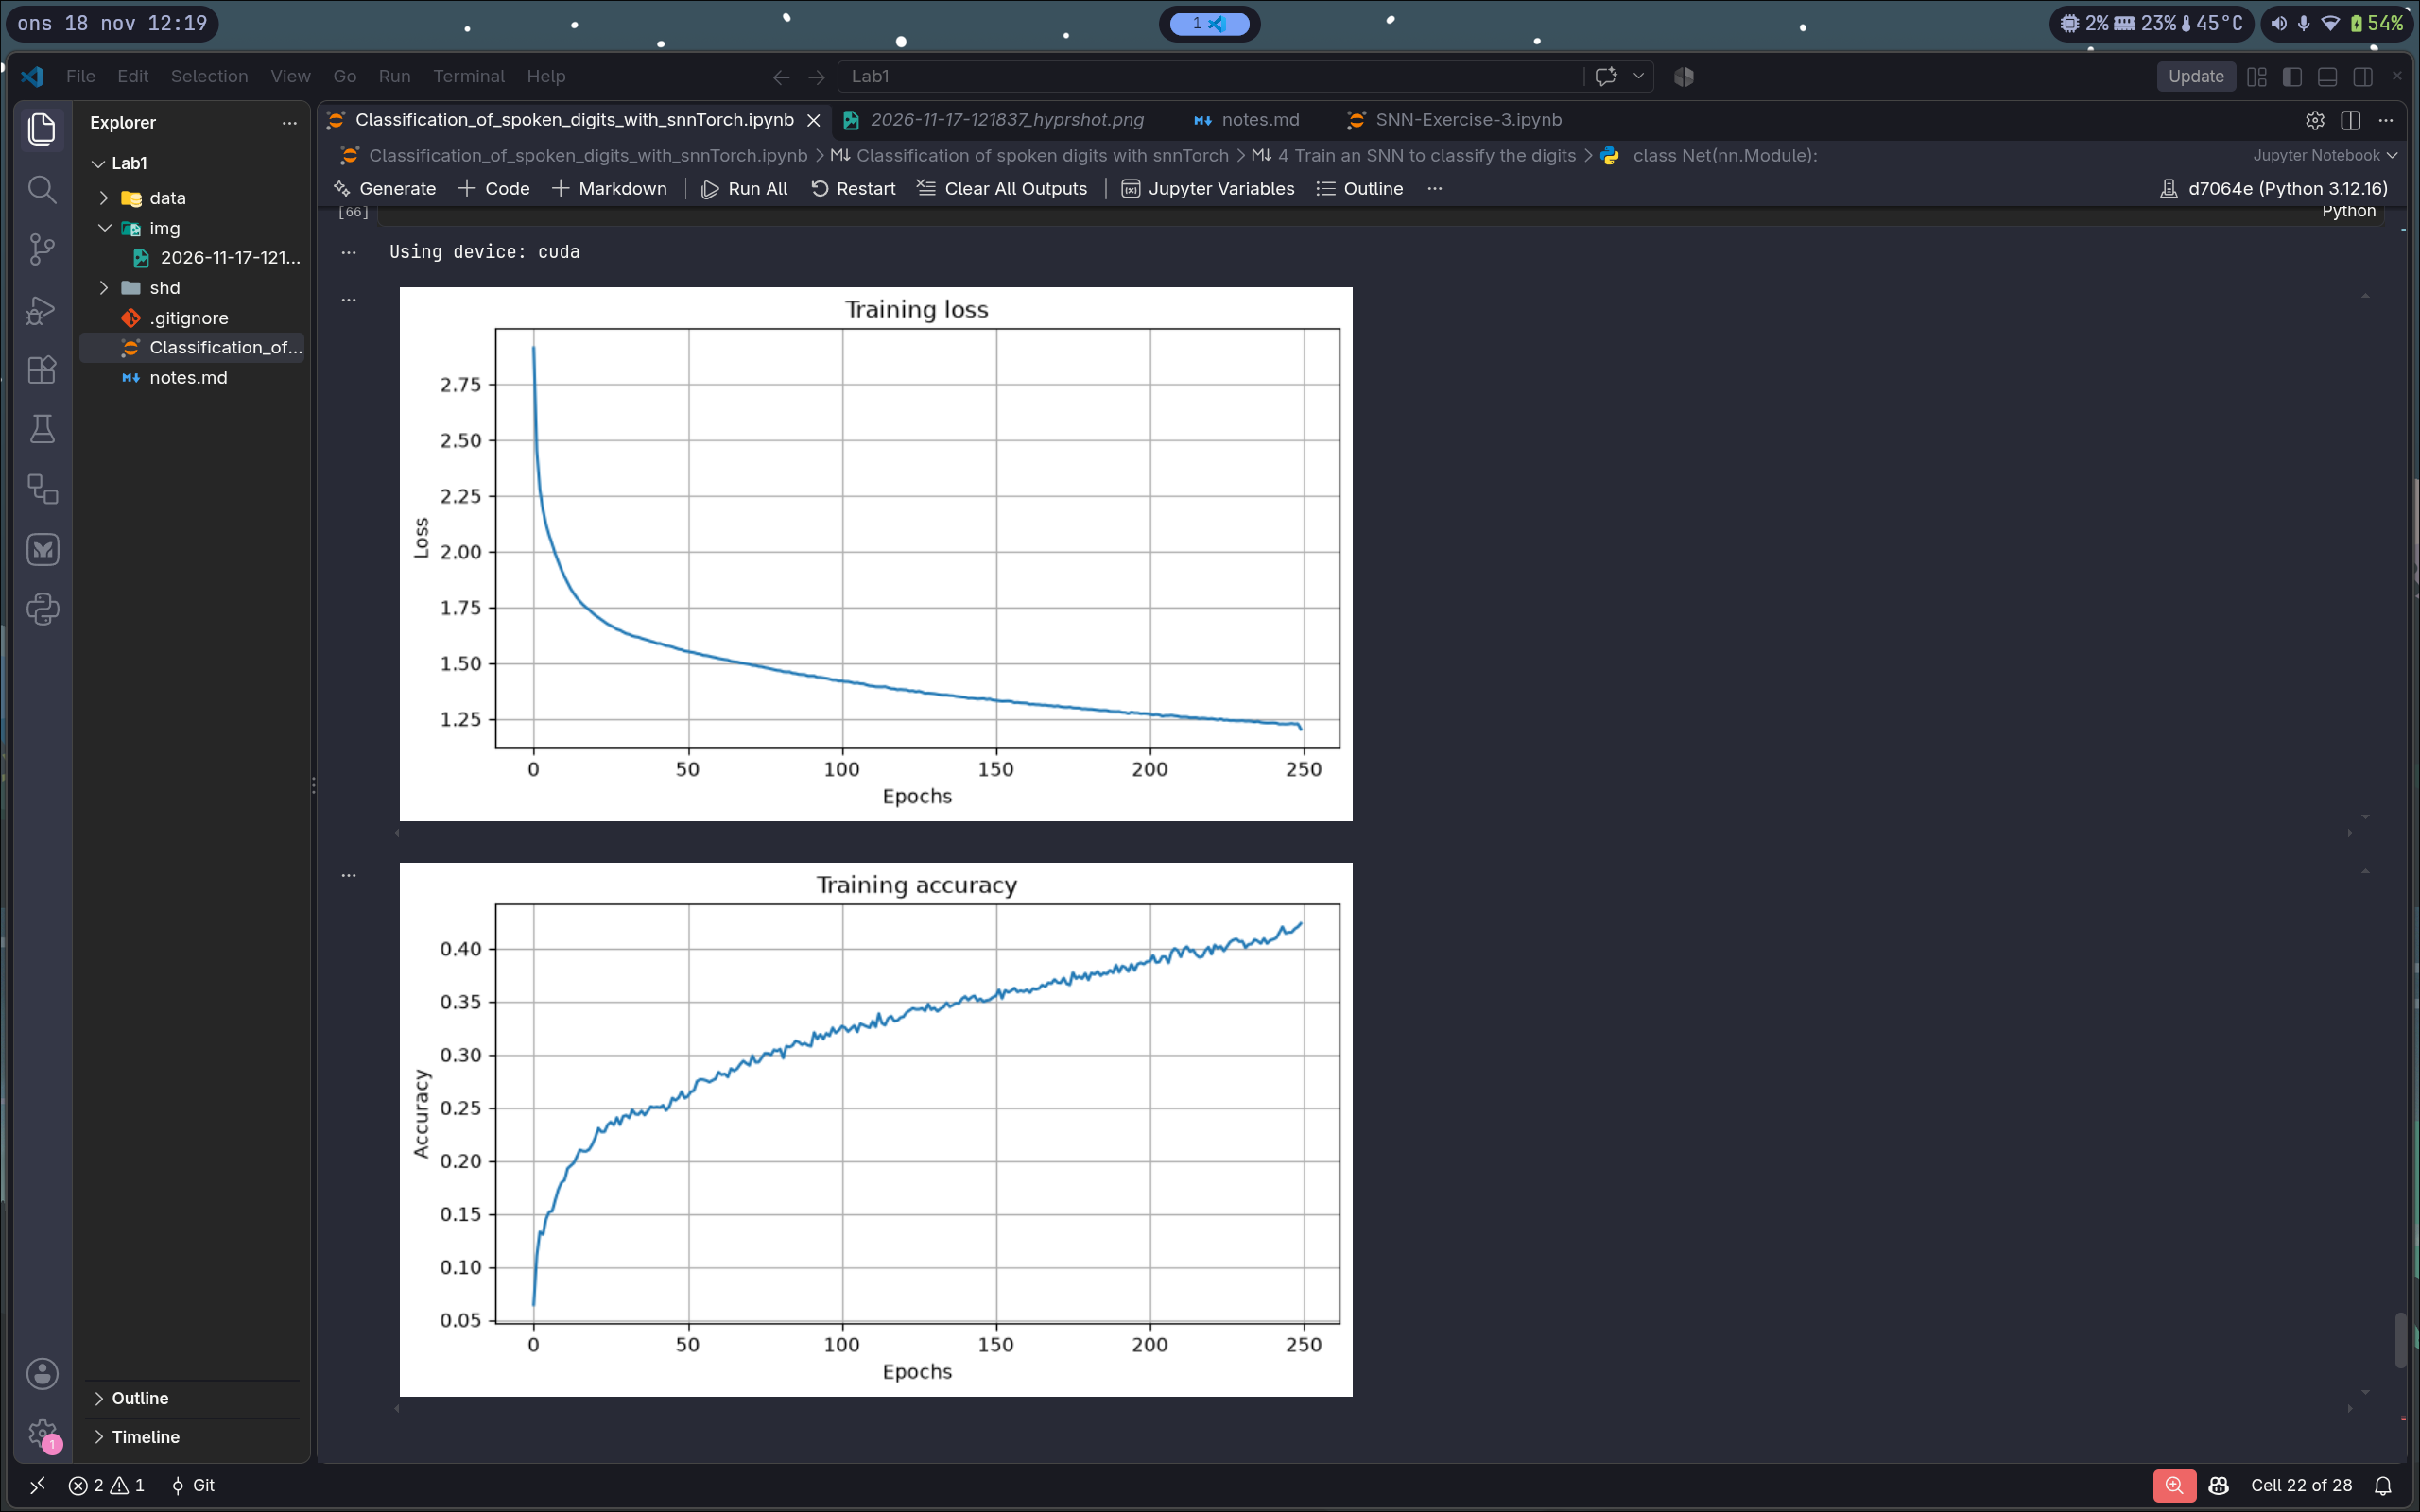 ons 18 nov 12:19
1
2% 23% 45°C
54%
File Edit Selection View Go Run Terminal Help
Lab1
Update
Explorer
Lab1
data
img
2026-11-17-121...
shd
.gitignore
Classification_of...
notes.md
Outline
Timeline
Classification_of_spoken_digits_with_snnTorch.ipynb
2026-11-17-121837_hyprshot.png
notes.md
SNN-Exercise-3.ipynb
Classification_of_spoken_digits_with_snnTorch.ipynb > M↓ Classification of spoken digits with snnTorch > M↓ 4 Train an SNN to classify the digits > class Net(nn.Module):
Jupyter Notebook
Generate + Code + Markdown Run All Restart Clear All Outputs Jupyter Variables Outline ...
d7064e (Python 3.12.16)
[66]
Python
... Using device: cuda
...
Training loss
2.75
2.50
2.25
2.00
1.75
1.50
1.25
Loss
0 50 100 150 200 250
Epochs
...
Training accuracy
0.40
0.35
0.30
0.25
0.20
0.15
0.10
0.05
Accuracy
0 50 100 150 200 250
Epochs
1
2 1 Git
Cell 22 of 28